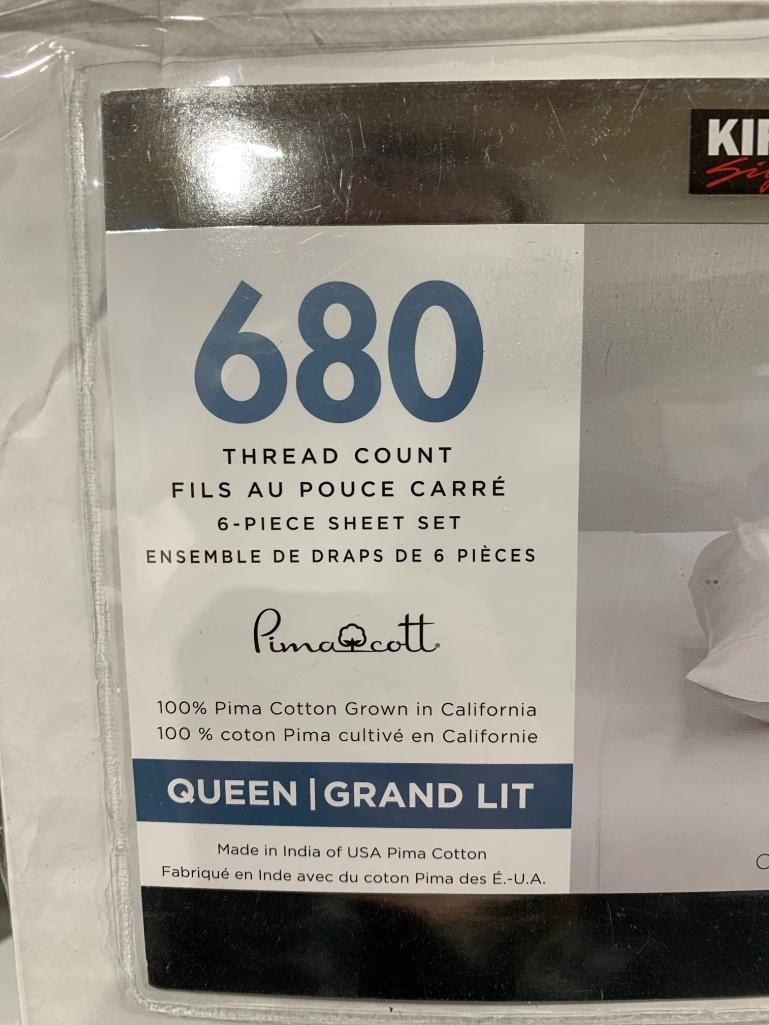 680
THREAD COUNT
FILS AU POUCE CARRÉ
6-PIECE SHEET SET
ENSEMBLE DE DRAPS DE 6 PIÈCES
Pimacott
100% Pima Cotton Grown in California
100 % coton Pima cultivé en Californie
QUEEN | GRAND LIT
Made in India of USA Pima Cotton
Fabriqué en Inde avec du coton Pima des É.-U.A.